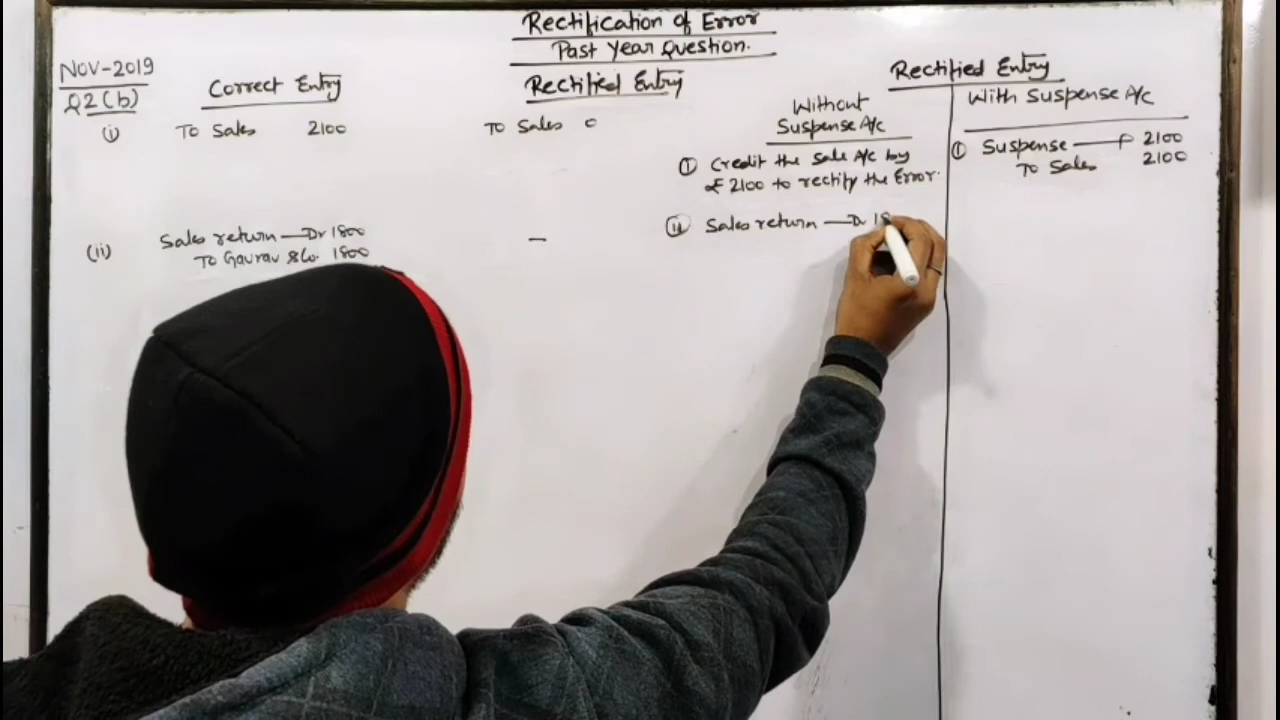 Rectification of Error
Past Year Question.
NOV-2019
Q2(b)
Correct Entry
Rectified Entry
Rectified Entry
Without
Suspense A/c
With Suspense A/c
(i) To Sales 2100
To Sales 0
① Credit the Sale A/c by
₹ 2100 to rectify the Error.
① Suspense 2100
To Sales 2100
(ii) Sales return Dr 1800
To Gaurav & Co. 1800
—
ⅱ Sales return Dr 18